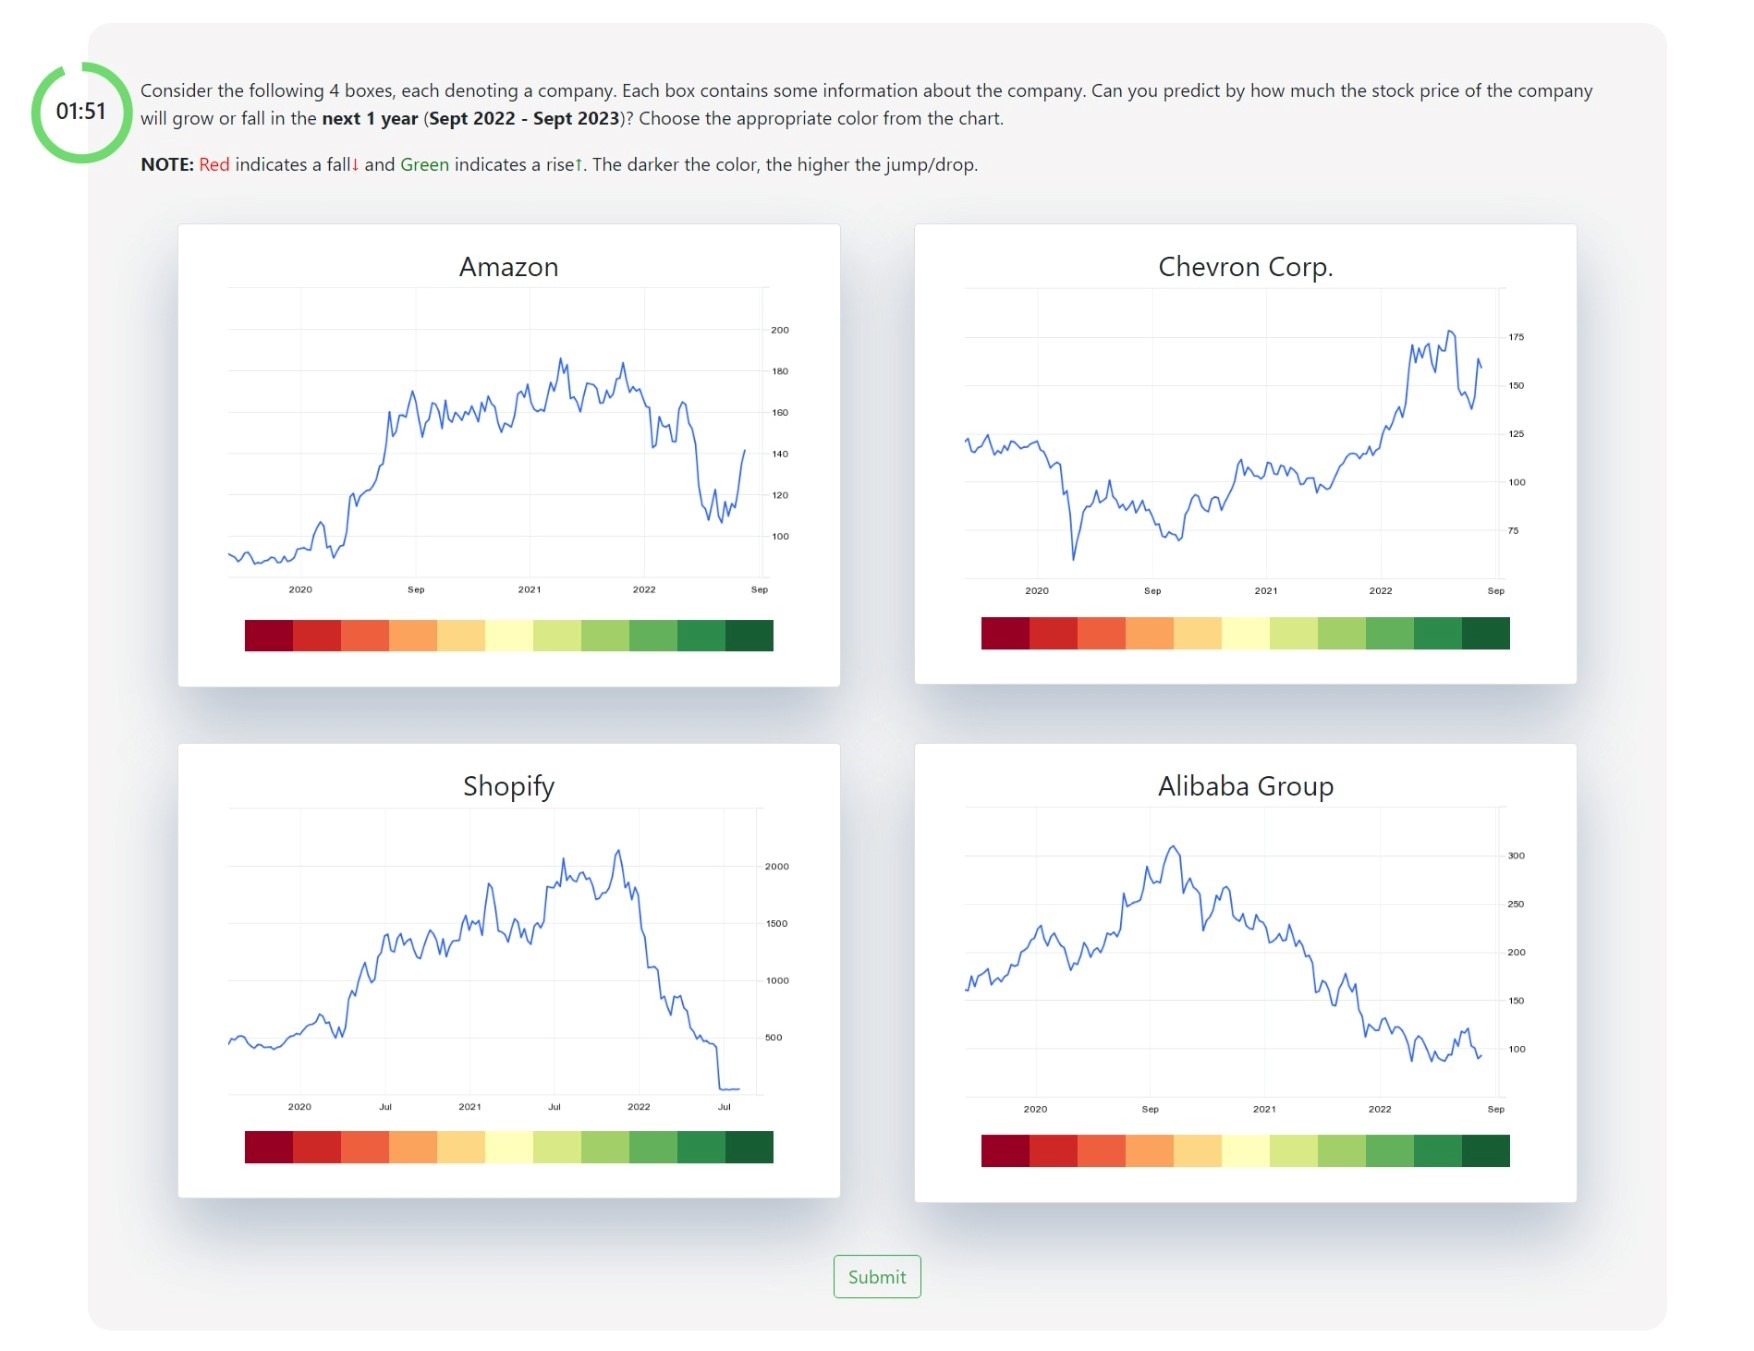 01:51
Consider the following 4 boxes, each denoting a company. Each box contains some information about the company. Can you predict by how much the stock price of the company
will grow or fall in the next 1 year (Sept 2022 - Sept 2023)? Choose the appropriate color from the chart.
NOTE: Red indicates a fall↓ and Green indicates a rise↑. The darker the color, the higher the jump/drop.
Amazon
200
180
160
140
120
100
2020 Sep 2021 2022 Sep
Chevron Corp.
175
150
125
100
75
2020 Sep 2021 2022 Sep
Shopify
2000
1500
1000
500
2020 Jul 2021 Jul 2022 Jul
Alibaba Group
300
250
200
150
100
2020 Sep 2021 2022 Sep
Submit